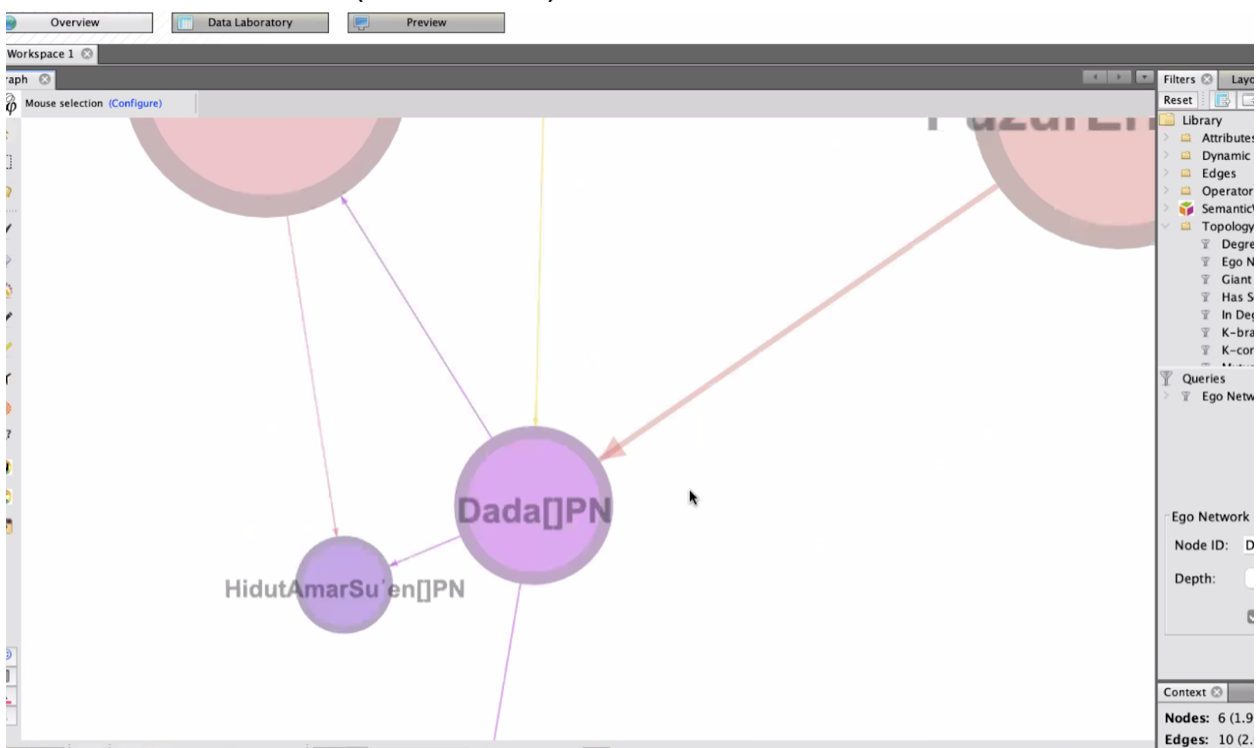 Overview Data Laboratory Preview
Workspace 1
aph
Mouse selection (Configure)
Filters Layo
Reset
Library
Attributes
Dynamic
Edges
Operator
Semantic
Topology
Degre
Ego N
Giant
Has S
In Deg
K-bra
K-cor
Queries
Ego Netw
Dada[]PN
HidutAmarSu'en[]PN
Ego Network
Node ID: D
Depth:
Context
Nodes: 6 (1.9
Edges: 10 (2.